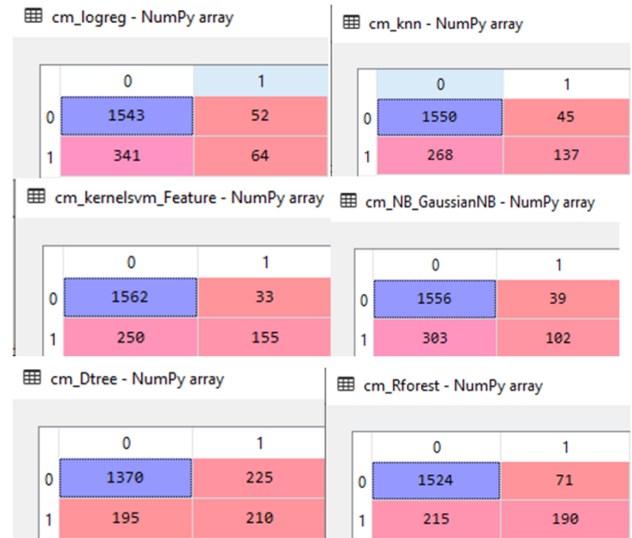 cm_logreg - NumPy array
0 1
0 1543 52
1 341 64
cm_knn - NumPy array
0 1
0 1550 45
1 268 137
cm_kernelsvm_Feature - NumPy array
0 1
0 1562 33
1 250 155
cm_NB_GaussianNB - NumPy array
0 1
0 1556 39
1 303 102
cm_Dtree - NumPy array
0 1
0 1370 225
1 195 210
cm_Rforest - NumPy array
0 1
0 1524 71
1 215 190